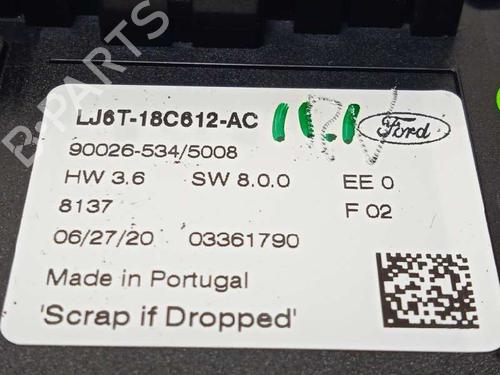 LJ6T-18C612-AC
Ford
90026-534/5008
HW 3.6 SW 8.0.0 EE 0
8137 F 02
06/27/20 03361790
Made in Portugal
'Scrap if Dropped'
B-Parts